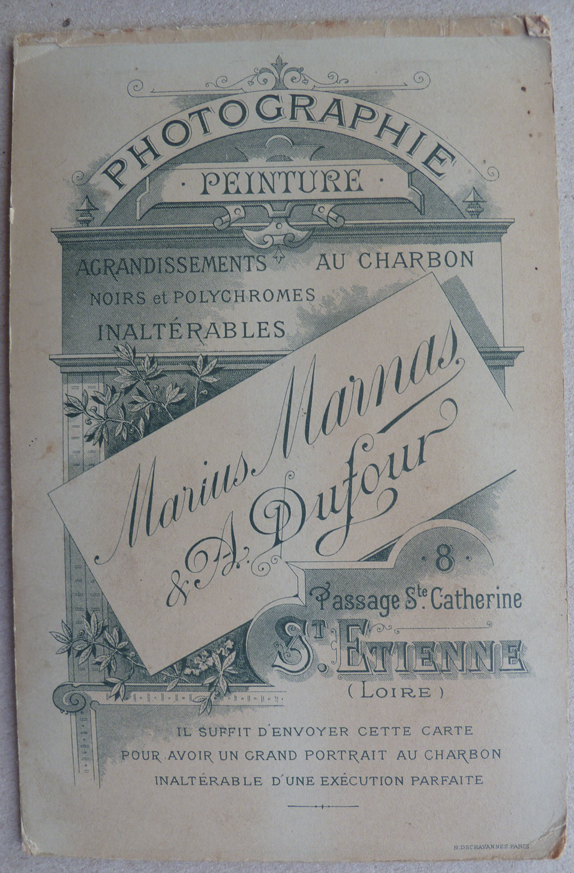 PHOTOGRAPHIE
· PEINTURE ·
AGRANDISSEMENTS AU CHARBON
NOIRS et POLYCHROMES
INALTÉRABLES
Marius Marnas
& A. Dufour
· 8 ·
Passage Ste. Catherine
ST. ETIENNE
(LOIRE)
IL SUFFIT D'ENVOYER CETTE CARTE
POUR AVOIR UN GRAND PORTRAIT AU CHARBON
INALTÉRABLE D'UNE EXÉCUTION PARFAITE
PARIS